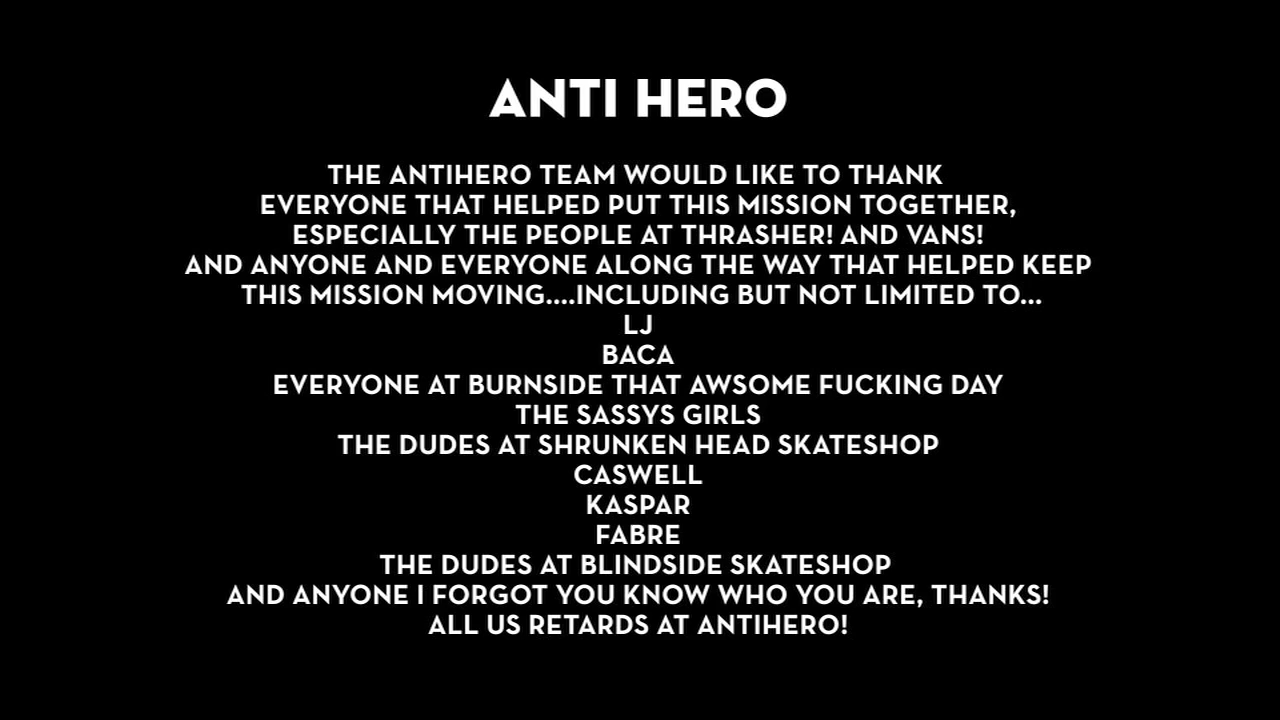 ANTI HERO
THE ANTIHERO TEAM WOULD LIKE TO THANK
EVERYONE THAT HELPED PUT THIS MISSION TOGETHER,
ESPECIALLY THE PEOPLE AT THRASHER! AND VANS!
AND ANYONE AND EVERYONE ALONG THE WAY THAT HELPED KEEP
THIS MISSION MOVING....INCLUDING BUT NOT LIMITED TO...
LJ
BACA
EVERYONE AT BURNSIDE THAT AWSOME FUCKING DAY
THE SASSYS GIRLS
THE DUDES AT SHRUNKEN HEAD SKATESHOP
CASWELL
KASPAR
FABRE
THE DUDES AT BLINDSIDE SKATESHOP
AND ANYONE I FORGOT YOU KNOW WHO YOU ARE, THANKS!
ALL US RETARDS AT ANTIHERO!